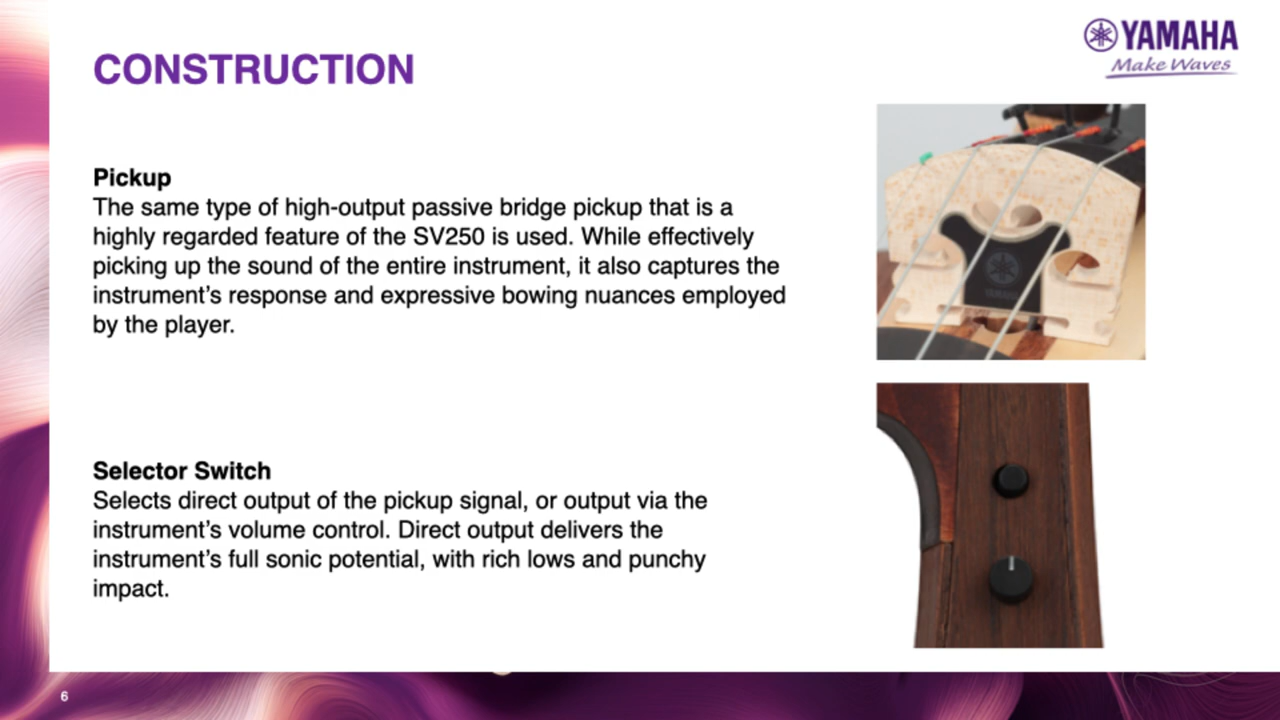 YAMAHA
Make Waves
CONSTRUCTION
Pickup
The same type of high-output passive bridge pickup that is a
highly regarded feature of the SV250 is used. While effectively
picking up the sound of the entire instrument, it also captures the
instrument’s response and expressive bowing nuances employed
by the player.
YAMAHA
Selector Switch
Selects direct output of the pickup signal, or output via the
instrument’s volume control. Direct output delivers the
instrument’s full sonic potential, with rich lows and punchy
impact.
6